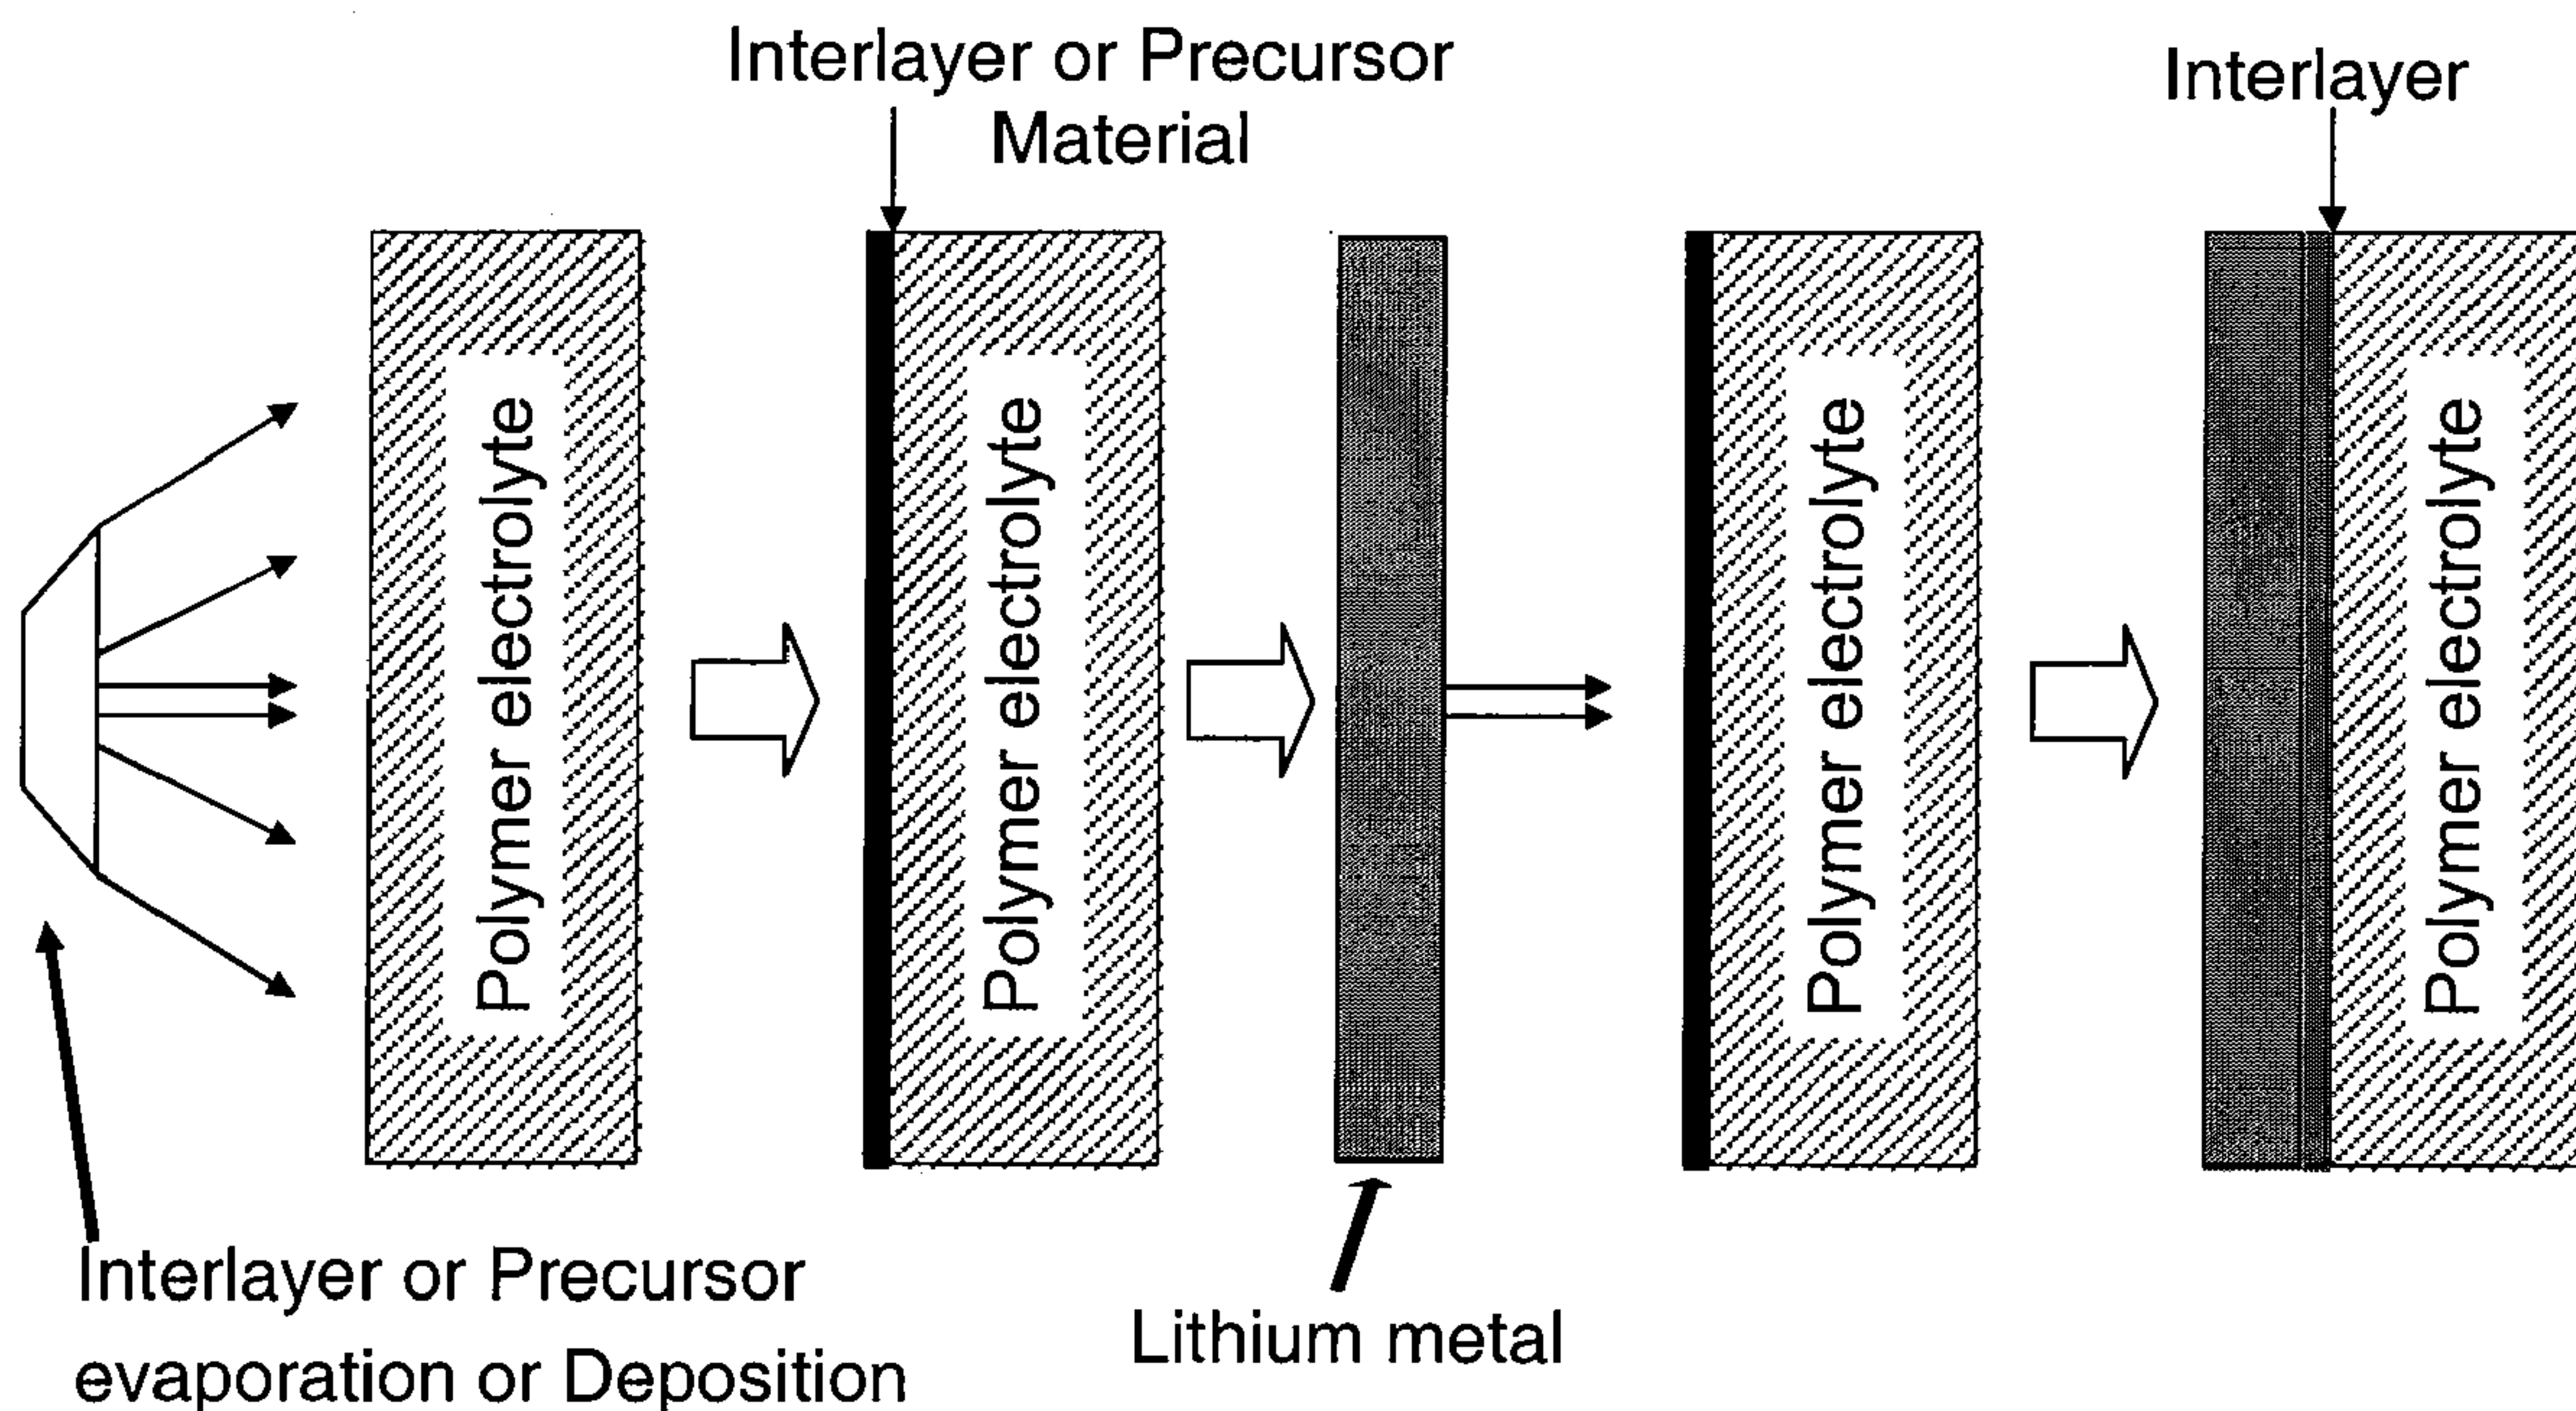 Interlayer or Precursor
Material
Interlayer
Polymer electrolyte
Polymer electrolyte
Polymer electrolyte
Polymer electrolyte
Interlayer or Precursor
evaporation or Deposition
Lithium metal